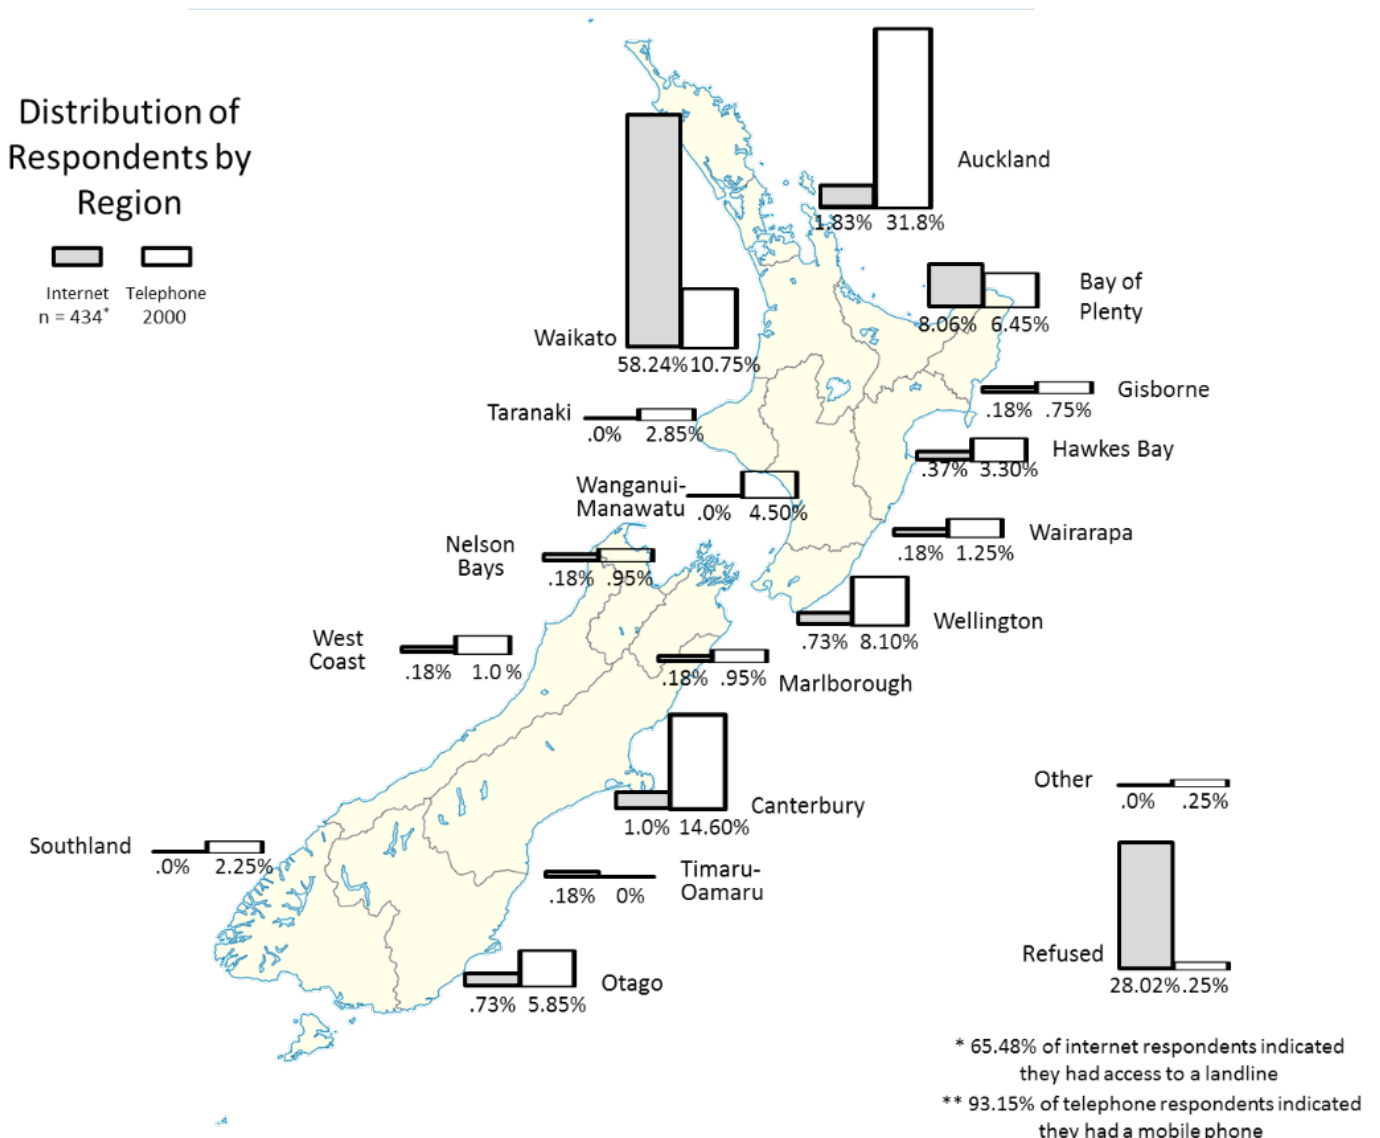 Distribution of
Respondents by
Region
Internet Telephone
n = 434* 2000
Auckland
1.83% 31.8%
Bay of
Plenty
8.06% 6.45%
Waikato
58.24% 10.75%
Gisborne
.18% .75%
Taranaki
.0% 2.85%
Hawkes Bay
.37% 3.30%
Wanganui-
Manawatu
.0% 4.50%
Wairarapa
.18% 1.25%
Nelson
Bays
.18% .95%
Wellington
.73% 8.10%
West
Coast
.18% 1.0 %
.18% .95%
Marlborough
Other
.0% .25%
Canterbury
1.0% 14.60%
Southland
.0% 2.25%
Timaru-
Oamaru
.18% 0%
Refused
28.02% .25%
Otago
.73% 5.85%
* 65.48% of internet respondents indicated
they had access to a landline
** 93.15% of telephone respondents indicated
they had a mobile phone